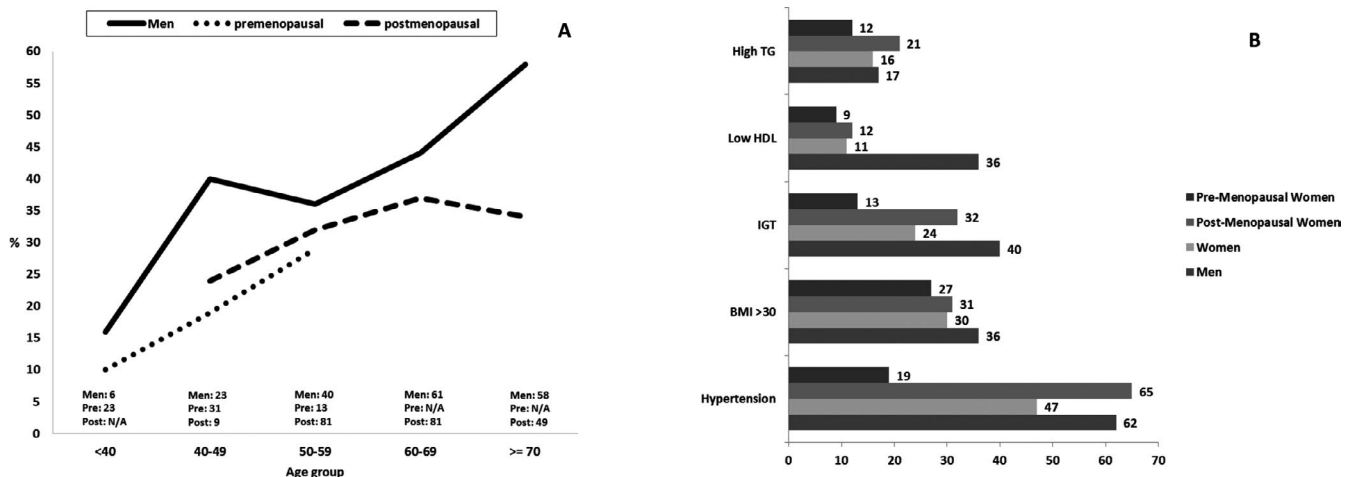 Men premenopausal postmenopausal
A
60
55
50
45
40
35
30
25
20
15
10
5
0
%
Men: 6
Pre: 23
Post: N/A
Men: 23
Pre: 31
Post: 9
Men: 40
Pre: 13
Post: 81
Men: 61
Pre: N/A
Post: 81
Men: 58
Pre: N/A
Post: 49
<40 40-49 50-59 60-69 >= 70
Age group
B
High TG
12
21
16
17
Low HDL
9
12
11
36
IGT
13
32
24
40
BMI >30
27
31
30
36
Hypertension
19
65
47
62
0 10 20 30 40 50 60 70
Pre-Menopausal Women
Post-Menopausal Women
Women
Men